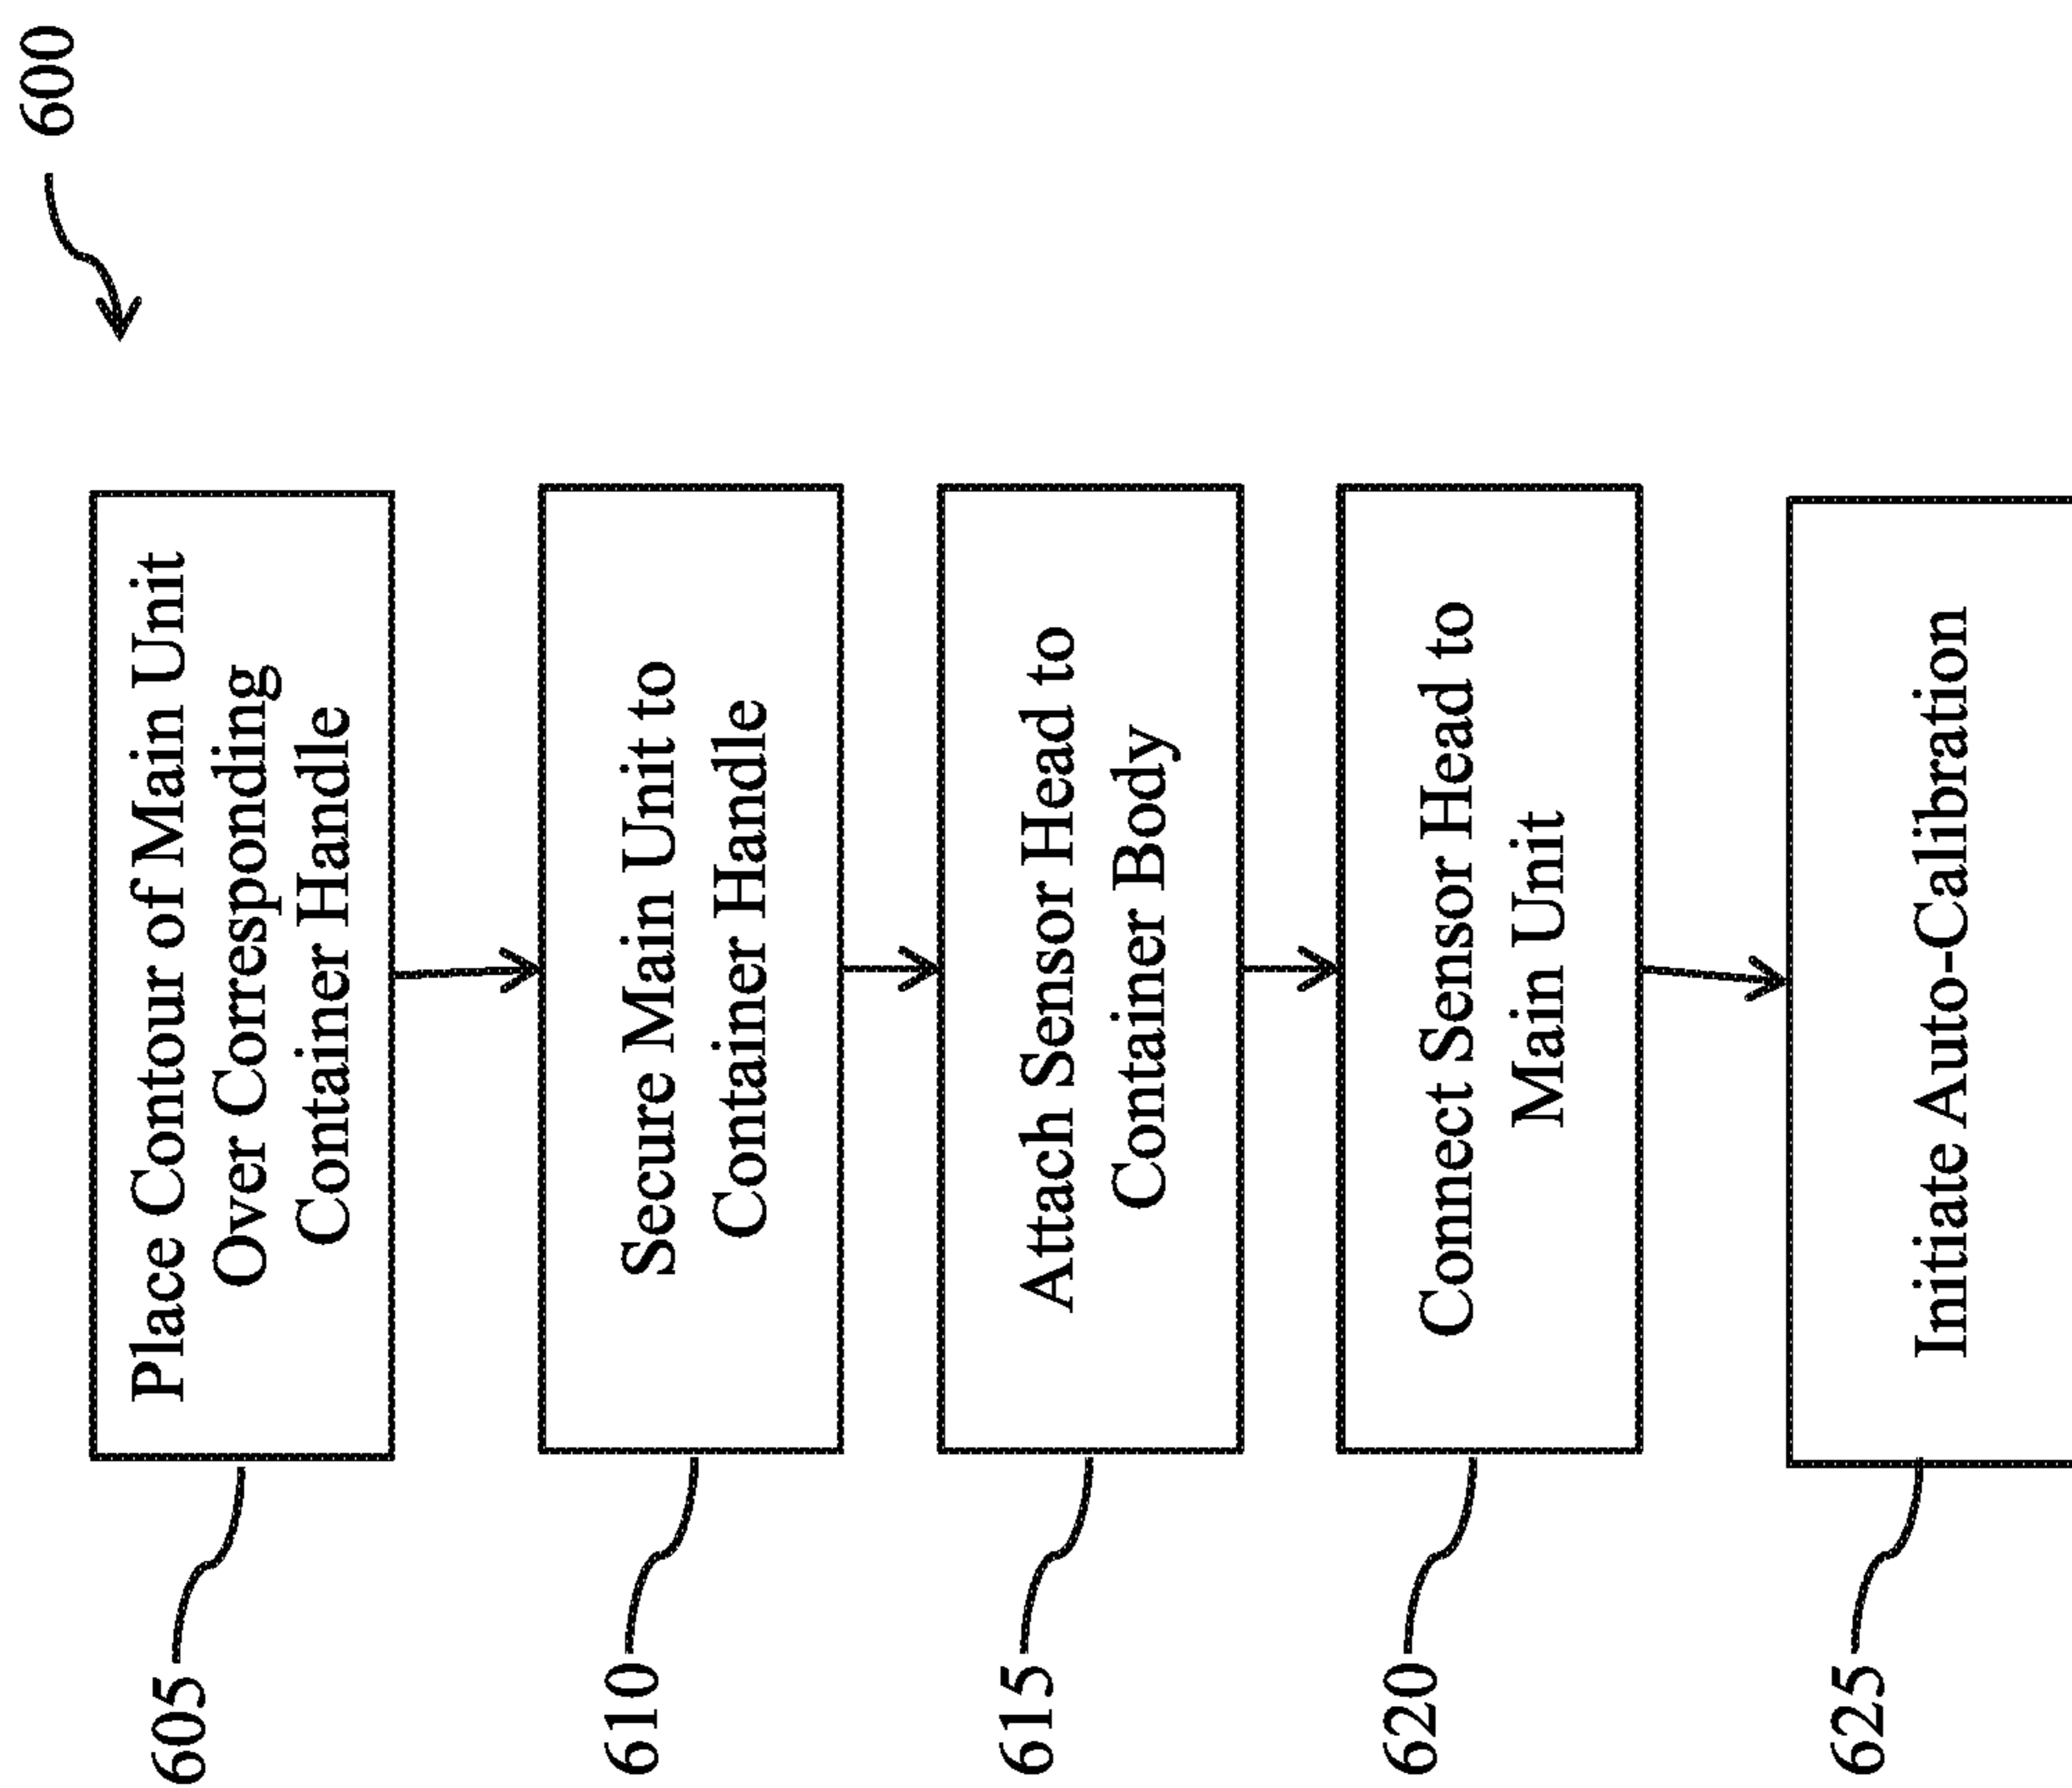 600
605
Place Contour of Main Unit
Over Corresponding
Container Handle
610
Secure Main Unit to
Container Handle
615
Attach Sensor Head to
Container Body
620
Connect Sensor Head to
Main Unit
625
Initiate Auto-Calibration